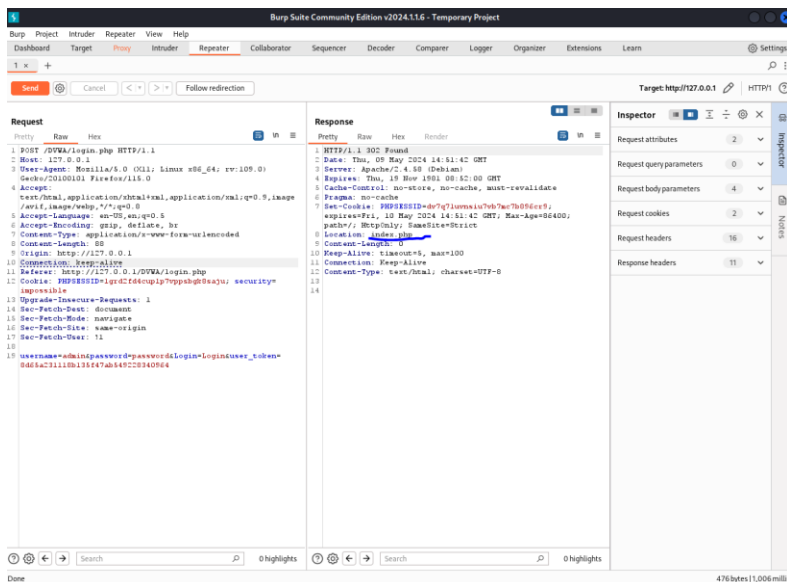 Burp Suite Community Edition v2024.1.1.6 - Temporary Project
Burp Project Intruder Repeater View Help
Dashboard Target Proxy Intruder Repeater Collaborator Sequencer Decoder Comparer Logger Organizer Extensions Learn Settings
1 × +
Send Cancel < > Follow redirection Target: http://127.0.0.1 HTTP/1
Request
Pretty Raw Hex
1 POST /DVWA/login.php HTTP/1.1
2 Host: 127.0.0.1
3 User-Agent: Mozilla/5.0 (X11; Linux x86_64; rv:109.0)
Gecko/20100101 Firefox/115.0
4 Accept:
text/html,application/xhtml+xml,application/xml;q=0.9,image
/avif,image/webp,*/*;q=0.8
5 Accept-Language: en-US,en;q=0.5
6 Accept-Encoding: gzip, deflate, br
7 Content-Type: application/x-www-form-urlencoded
8 Content-Length: 88
9 Origin: http://127.0.0.1
10 Connection: keep-alive
11 Referer: http://127.0.0.1/DVWA/login.php
12 Cookie: security=
impossible
13 Upgrade-Insecure-Requests: 1
14 Sec-Fetch-Dest: document
15 Sec-Fetch-Mode: navigate
16 Sec-Fetch-Site: same-origin
17 Sec-Fetch-User: ?1
18
19 username=admin&password=password&Login=Login&user_token=
Response
Pretty Raw Hex Render
1 HTTP/1.1 302 Found
2 Date: Thu, 09 May 2024 14:51:42 GMT
3 Server: Apache/2.4.58 (Debian)
4 Expires: Thu, 19 Nov 1981 08:52:00 GMT
5 Cache-Control: no-store, no-cache, must-revalidate
6 Pragma: no-cache
7 Set-Cookie:
expires=Fri, 10 May 2024 14:51:42 GMT; Max-Age=86400;
path=/; HttpOnly; SameSite=Strict
8 Location: index.php
9 Content-Length: 0
10 Keep-Alive: timeout=5, max=100
11 Connection: Keep-Alive
12 Content-Type: text/html; charset=UTF-8
13
14
Inspector
Request attributes 2
Request query parameters 0
Request body parameters 4
Request cookies 2
Request headers 16
Response headers 11
Inspector
Notes
Search 0 highlights
Search 0 highlights
Done
476 bytes | 1,006 milli